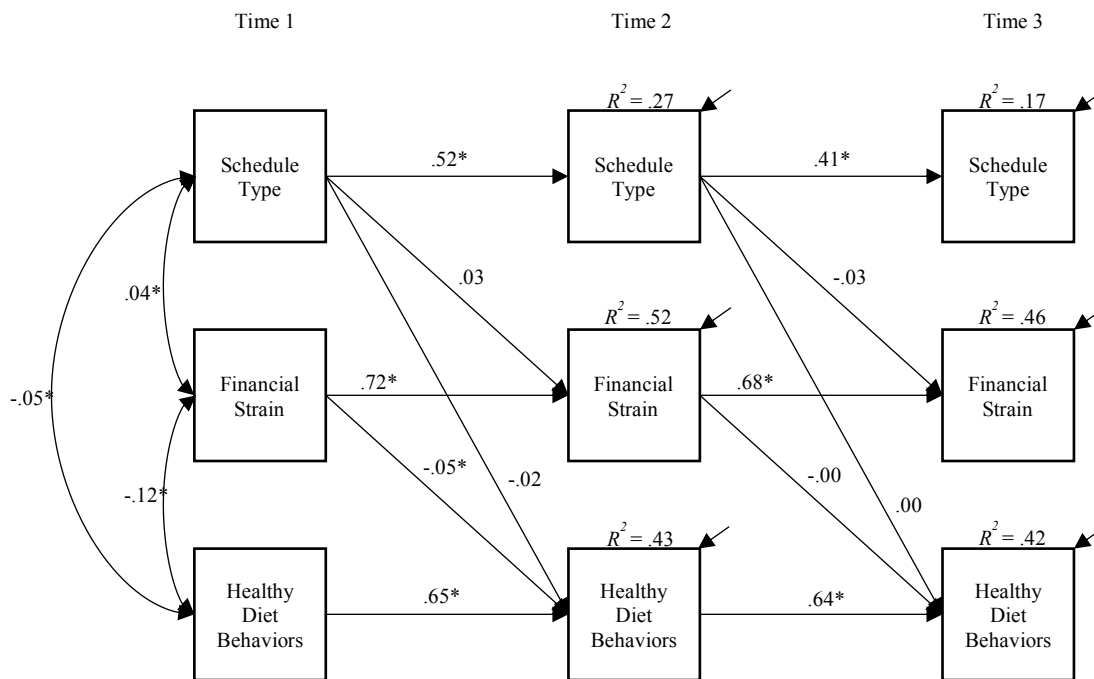 Time 1
Time 2
Time 3
R² = .27
R² = .17
Schedule
Type
.52*
Schedule
Type
.41*
Schedule
Type
.04*
.03
-.03
R² = .52
R² = .46
-.05*
Financial
Strain
.72*
Financial
Strain
.68*
Financial
Strain
-.12*
-.05*
-.02
-.00
.00
R² = .43
R² = .42
Healthy
Diet
Behaviors
.65*
Healthy
Diet
Behaviors
.64*
Healthy
Diet
Behaviors